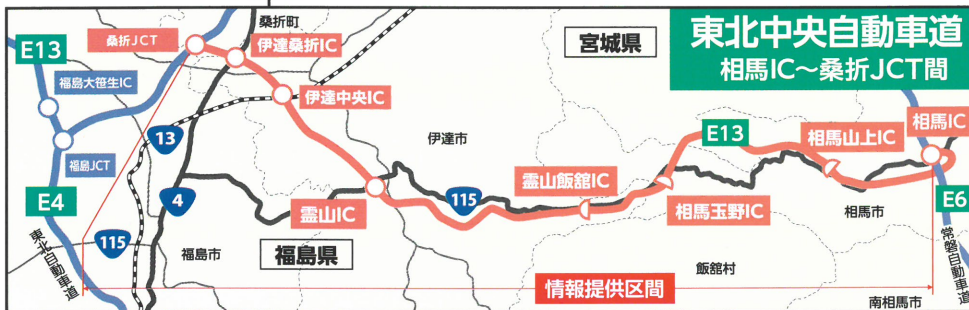 東北中央自動車道
相馬IC～桑折JCT間
桑折町
宮城県
E13
桑折JCT
伊達桑折IC
福島大笹生IC
伊達中央IC
13
伊達市
E13
相馬山上IC
相馬IC
福島JCT
E4
4
霊山IC
115
霊山飯舘IC
相馬玉野IC
相馬市
E6
115
東北自動車道
福島市
福島県
飯舘村
常磐自動車道
情報提供区間
南相馬市